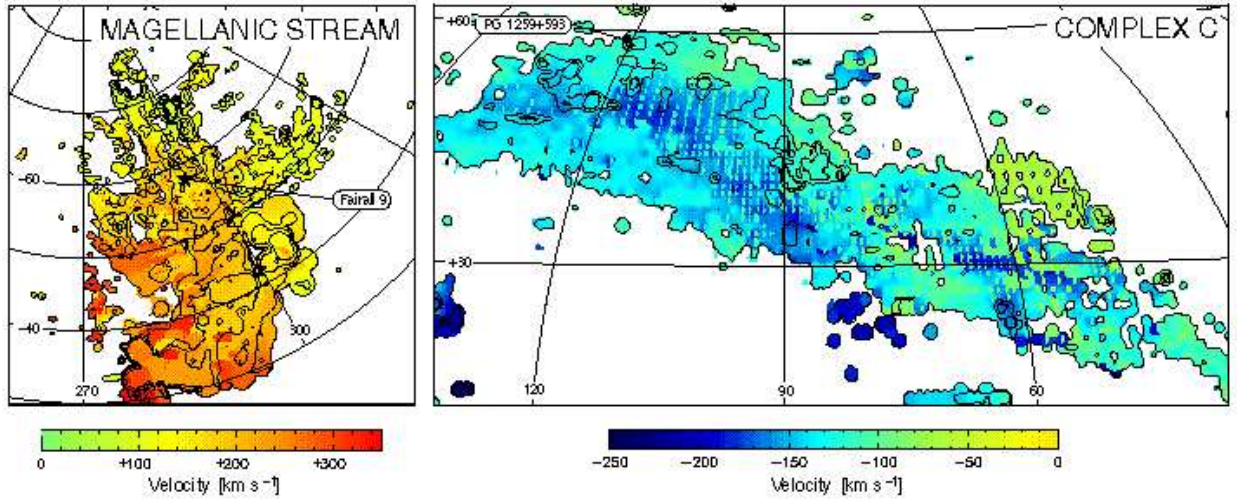 MAGELLANIC STREAM
Fairall 9
-60
-40
270
300
0 +100 +200 +300
Velocity [km s⁻¹]
COMPLEX C
PG 1259+593
+60
+30
120 90 60
−250 −200 −150 −100 −50 0
Velocity [km s⁻¹]